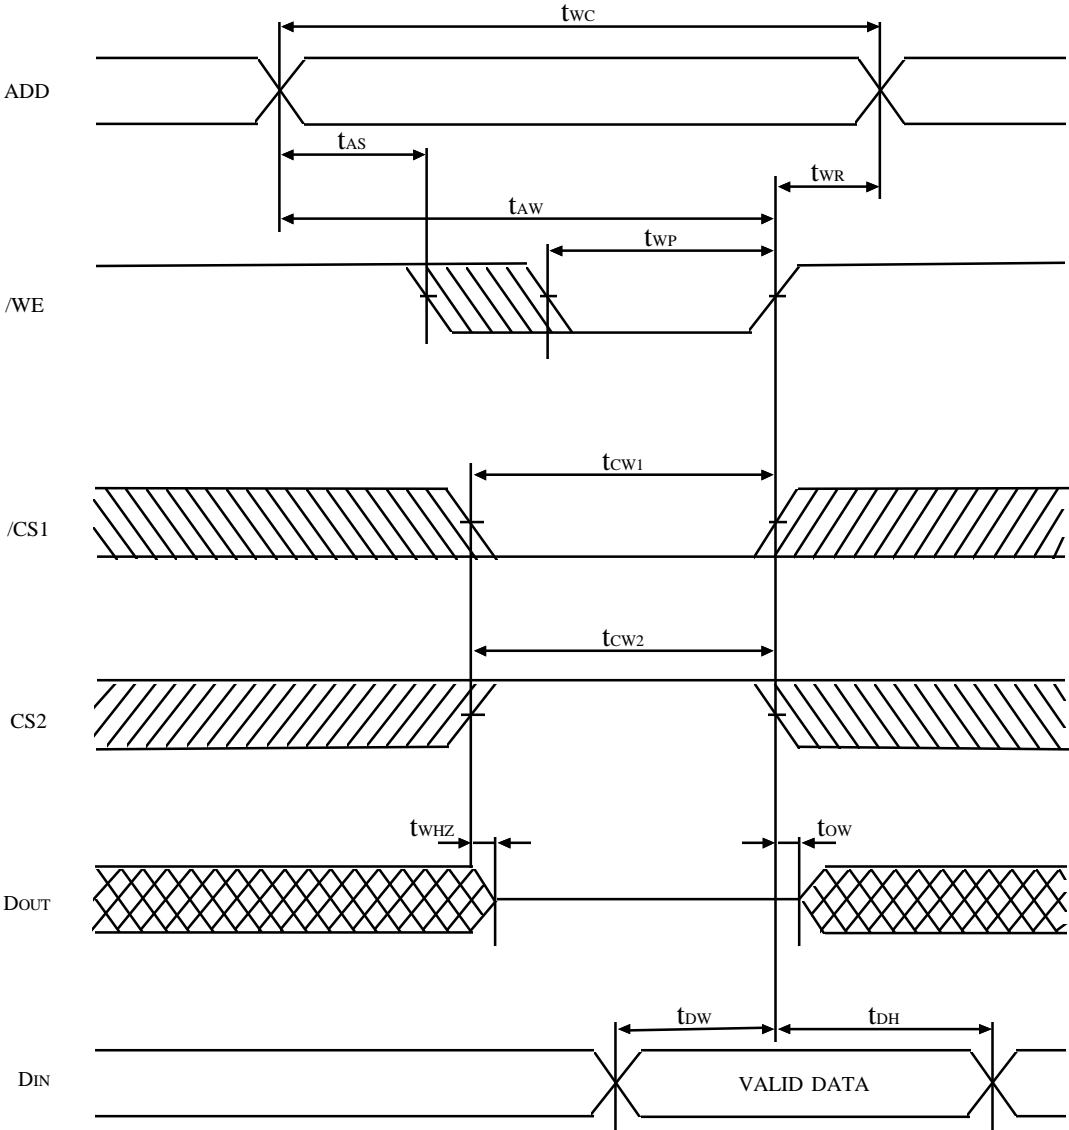 tWC
ADD
tAS
tWR
tAW
tWP
/WE
tCW1
/CS1
tCW2
CS2
tWHZ
tOW
DOUT
tDW
tDH
DIN
VALID DATA